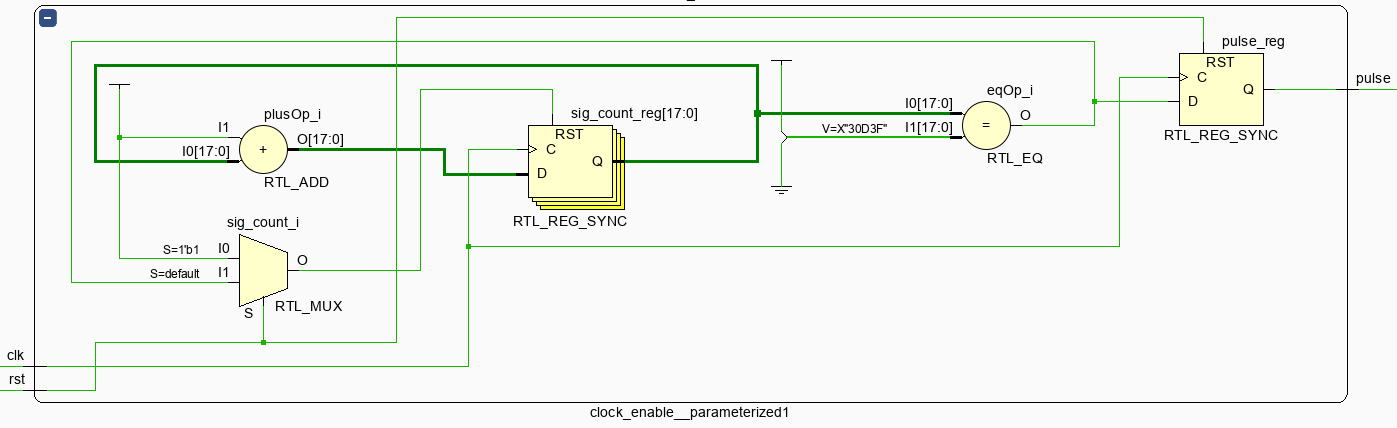 pulse_reg
RST
C
D
Q
RTL_REG_SYNC
pulse
plusOp_i
I1
I0[17:0]
+
O[17:0]
RTL_ADD
sig_count_reg[17:0]
RST
C
D
Q
RTL_REG_SYNC
eqOp_i
I0[17:0]
V=X"30D3F"
I1[17:0]
=
O
RTL_EQ
sig_count_i
S=1'b1
I0
S=default
I1
O
S
RTL_MUX
clk
rst
clock_enable__parameterized1